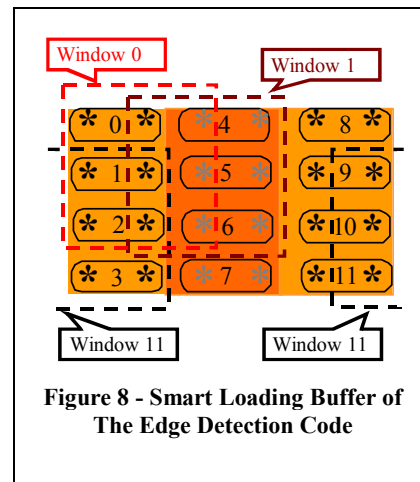 Window 0
Window 1
* 0 * * 4 * * 8 *
* 1 * * 5 * * 9 *
* 2 * * 6 * * 10 *
* 3 * * 7 * * 11 *
Window 11 Window 11
Figure 8 - Smart Loading Buffer of
The Edge Detection Code